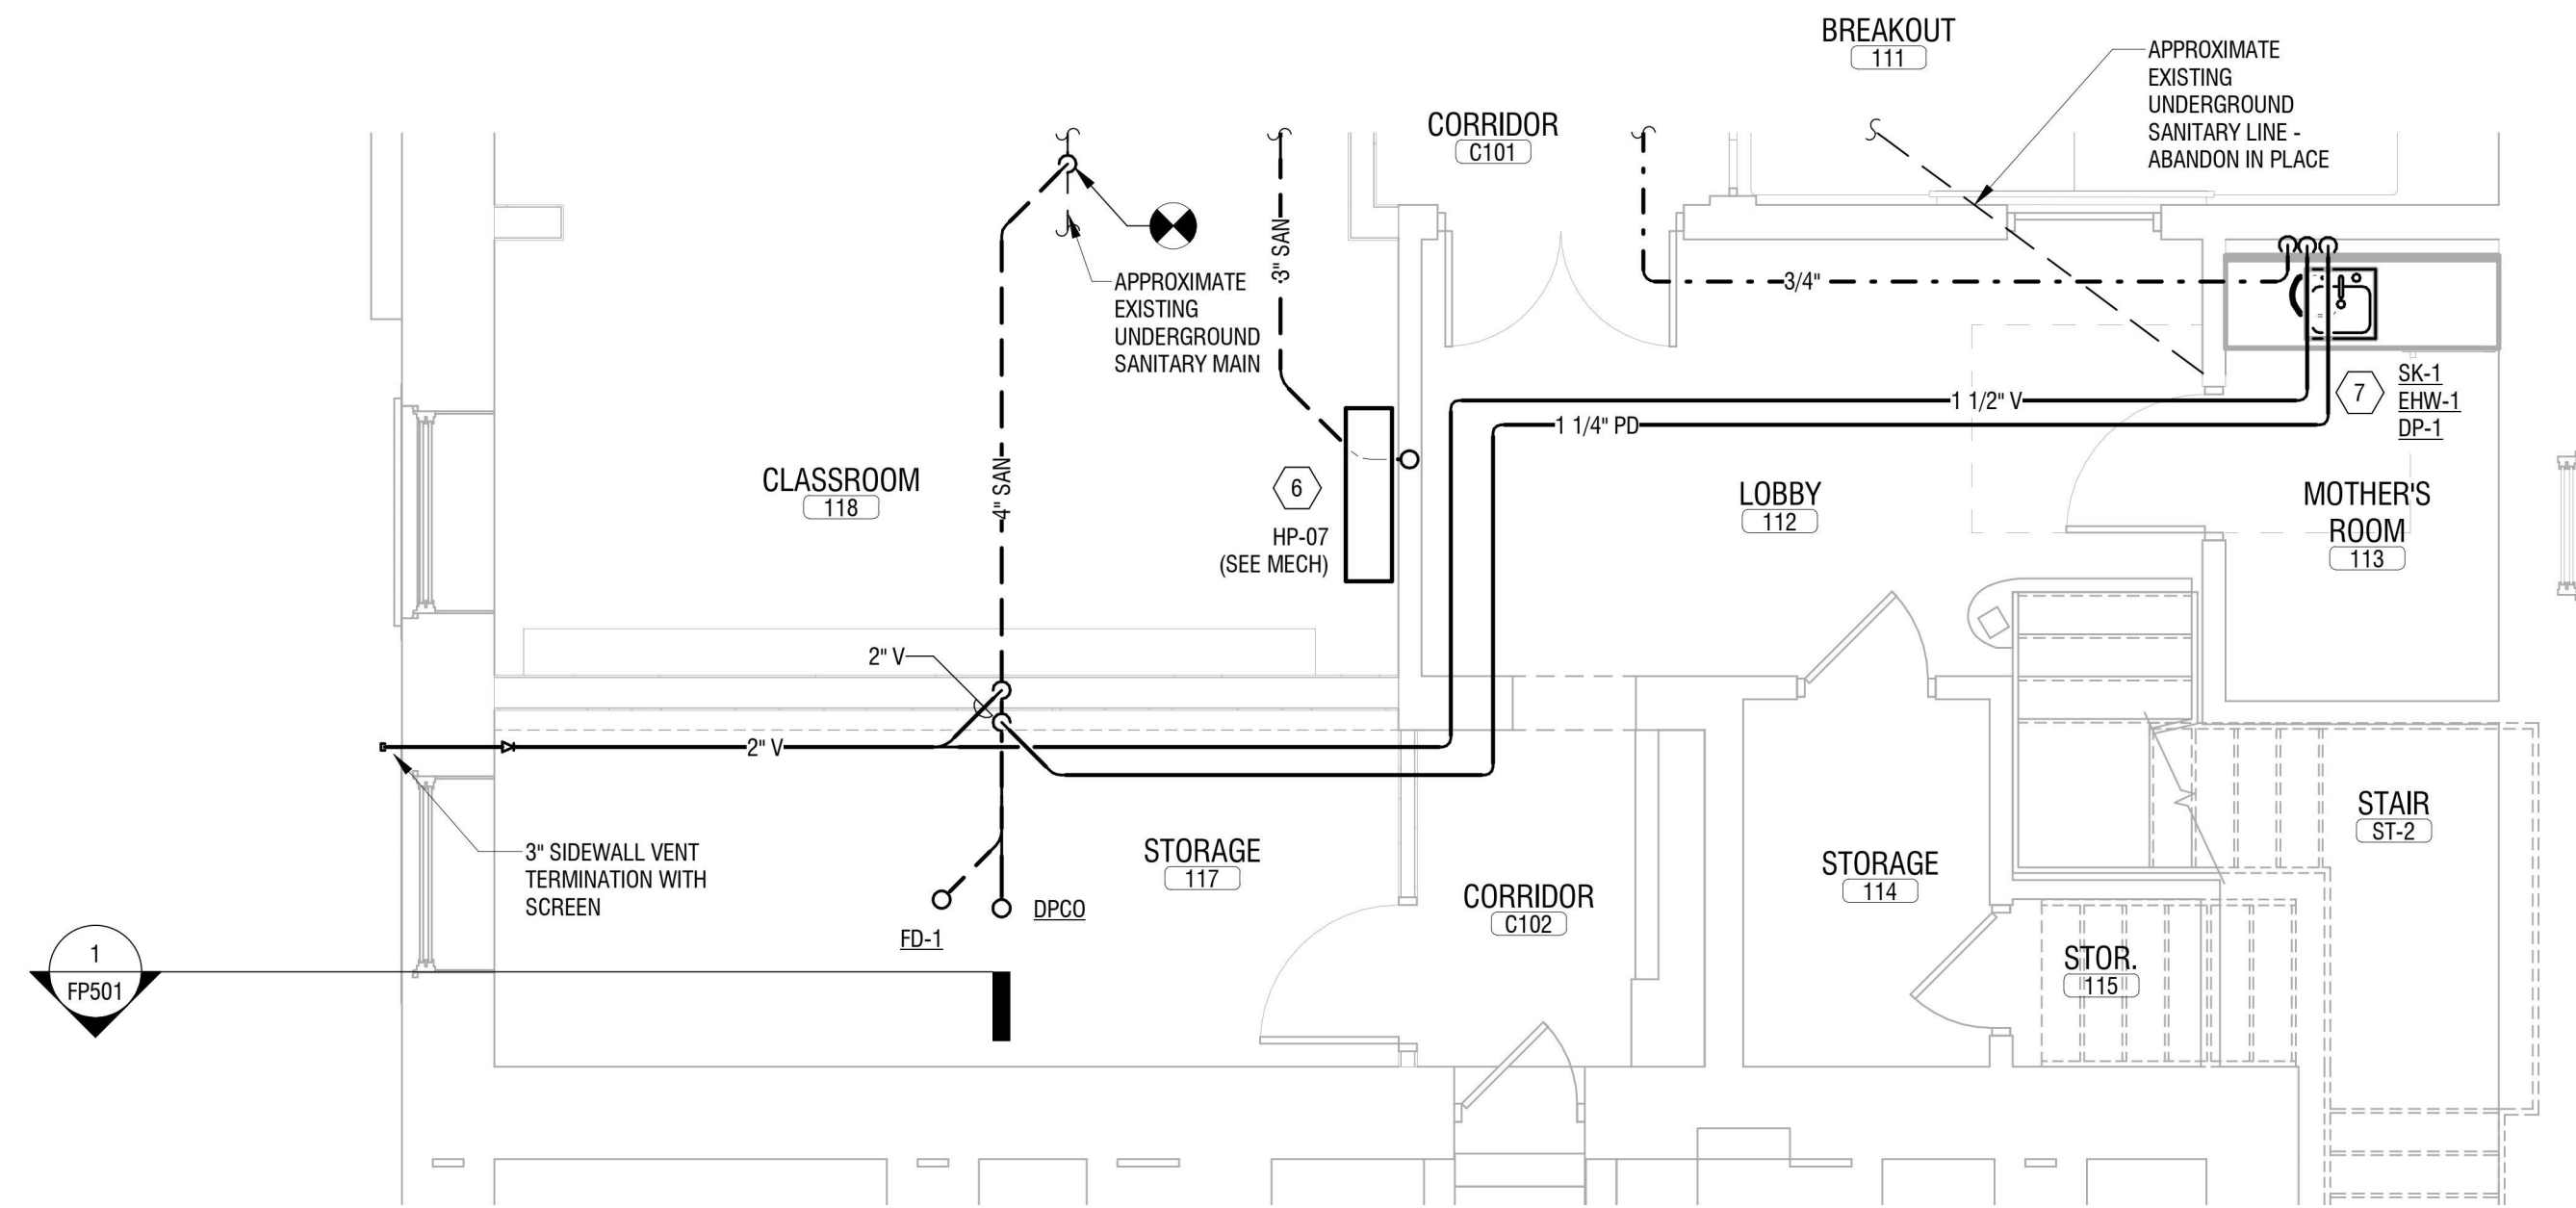 BREAKOUT
111
APPROXIMATE
EXISTING
UNDERGROUND
SANITARY LINE -
ABANDON IN PLACE
CORRIDOR
C101
3" SAN
3/4"
APPROXIMATE
EXISTING
UNDERGROUND
SANITARY MAIN
7
SK-1
EHW-1
DP-1
1 1/2" V
1 1/4" PD
CLASSROOM
118
4" SAN
6
HP-07
(SEE MECH)
LOBBY
112
MOTHER'S
ROOM
113
2" V
2" V
3" SIDEWALL VENT
TERMINATION WITH
SCREEN
STORAGE
117
DPCO
FD-1
CORRIDOR
C102
STORAGE
114
STAIR
ST-2
STOR.
115
1
FP501